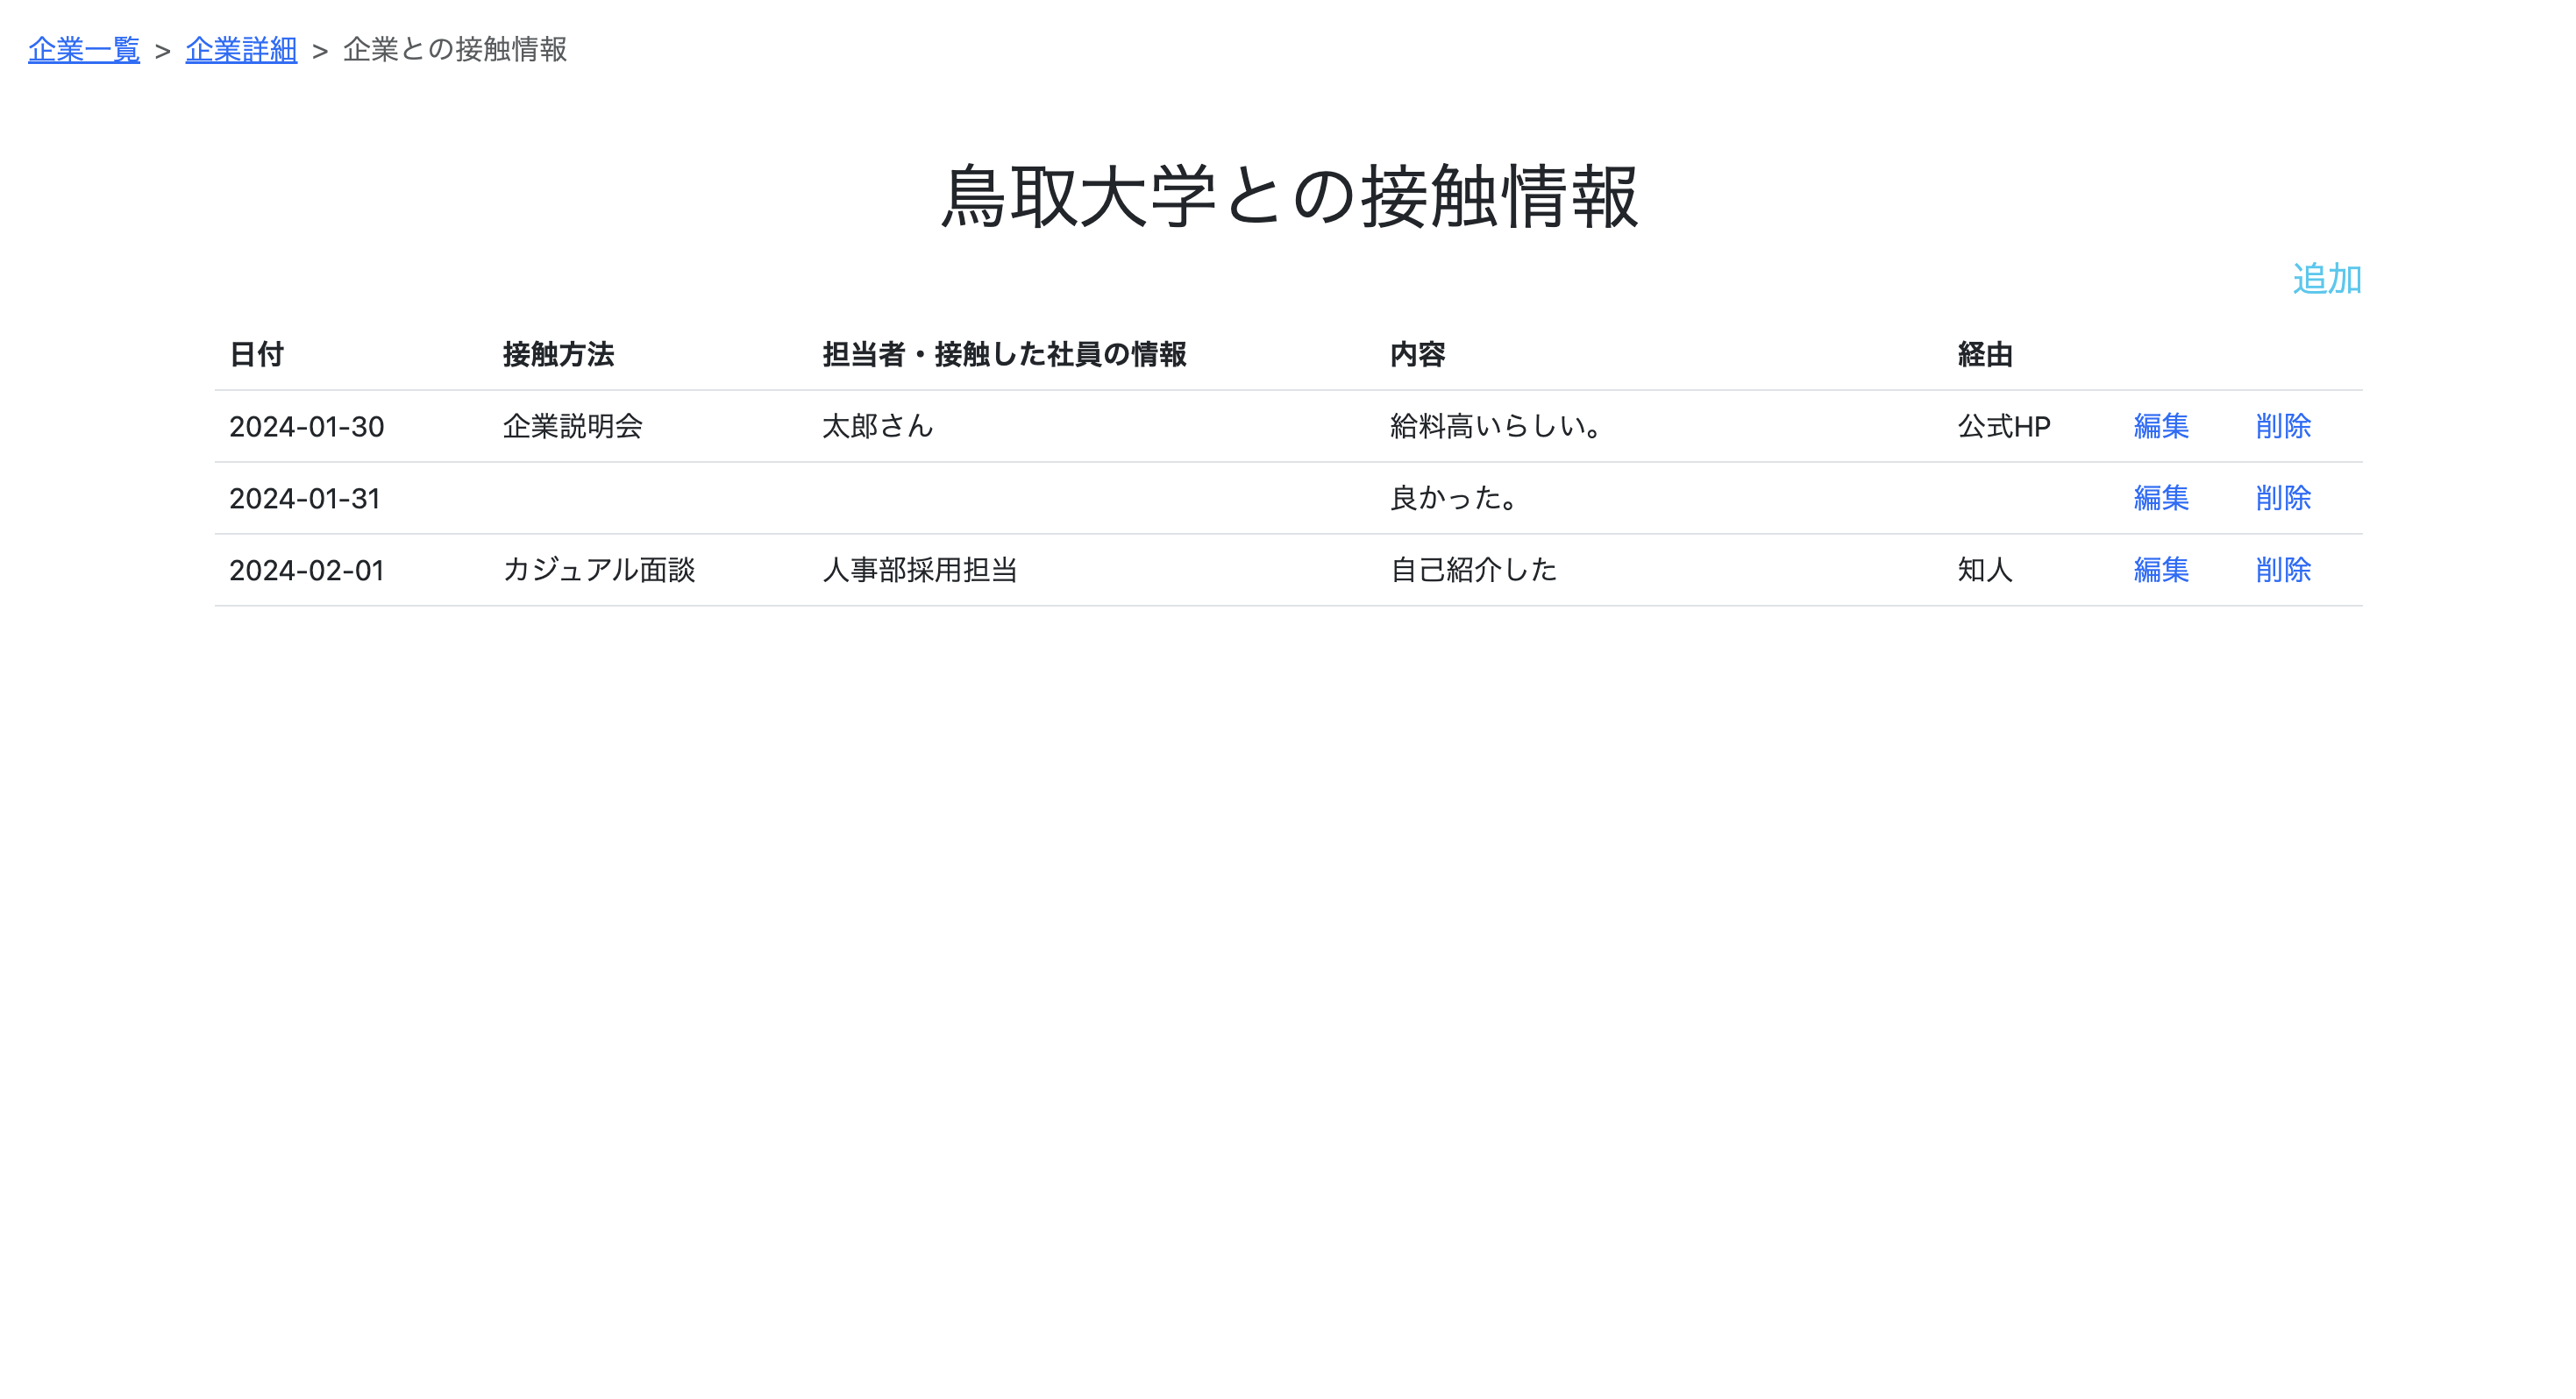 企業一覧 > 企業詳細 > 企業との接触情報
鳥取大学との接触情報
追加
日付 接触方法 担当者・接触した社員の情報 内容 経由
2024-01-30 企業説明会 太郎さん 給料高いらしい。 公式HP 編集 削除
2024-01-31 良かった。 編集 削除
2024-02-01 カジュアル面談 人事部採用担当 自己紹介した 知人 編集 削除